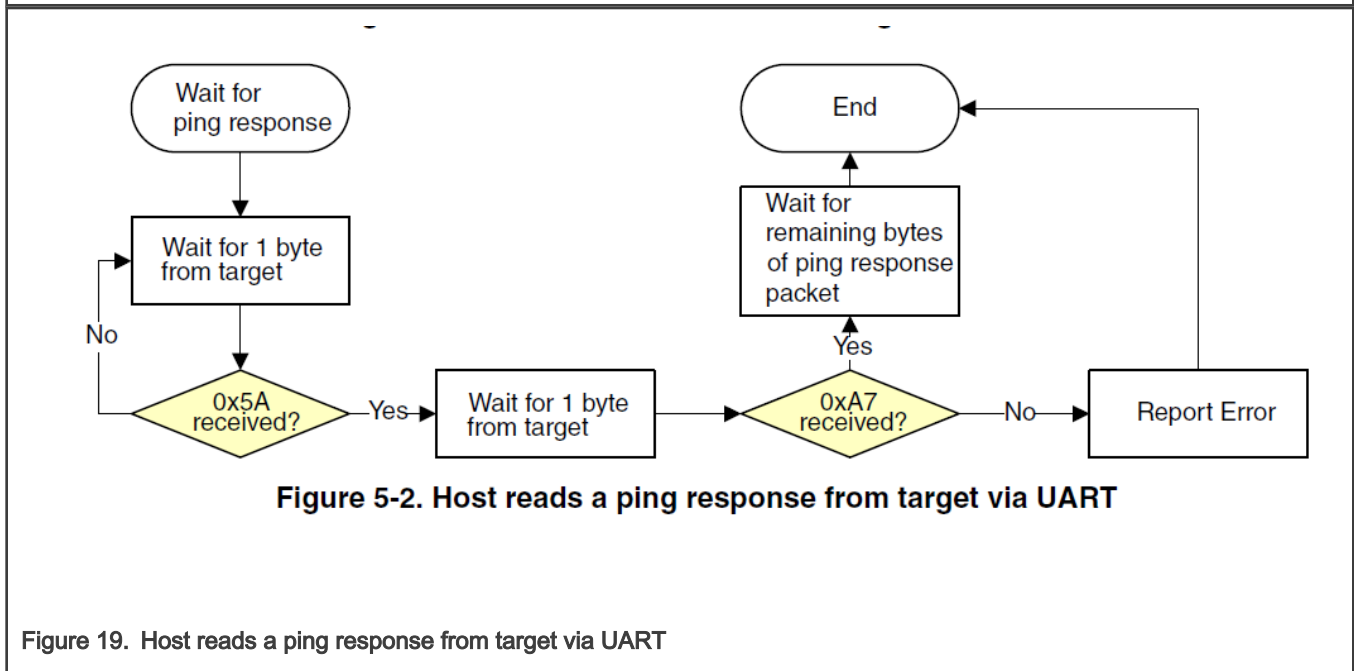 Wait for
ping response
Wait for 1 byte
from target
No
0x5A
received?
Yes
Wait for 1 byte
from target
0xA7
received?
Yes
Wait for
remaining bytes
of ping response
packet
End
No
Report Error
Figure 5-2. Host reads a ping response from target via UART
Figure 19. Host reads a ping response from target via UART